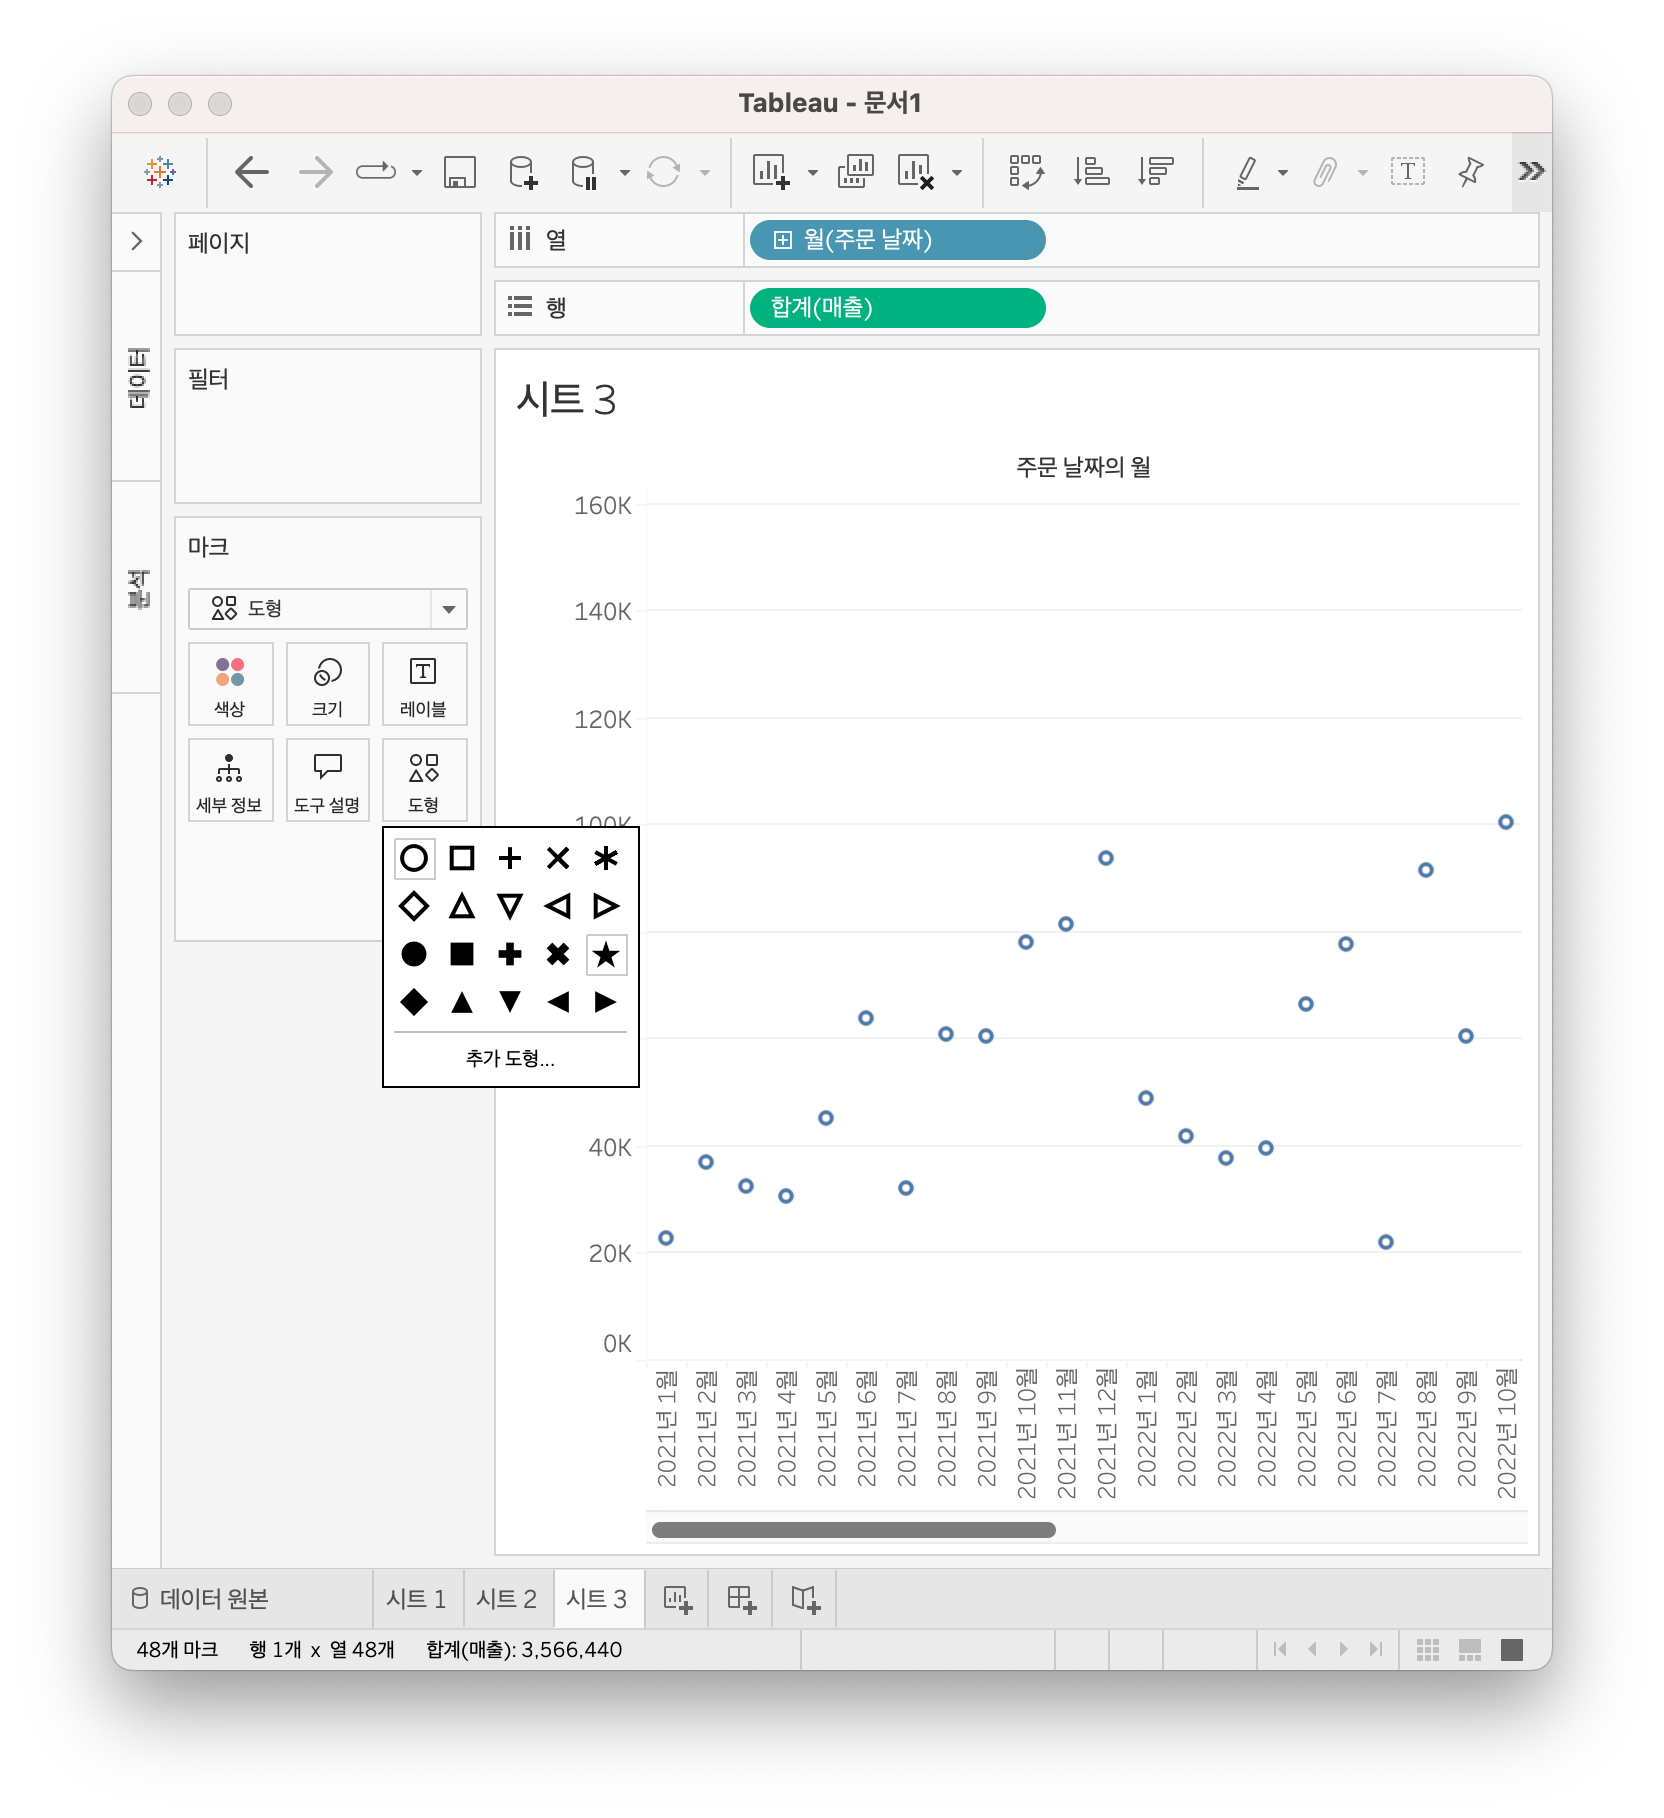 Tableau - 문서1
페이지
열
월(주문 날짜)
행
합계(매출)
데이터
분석
필터
마크
도형
색상
크기
레이블
세부 정보
도구 설명
도형
추가 도형...
시트 3
주문 날짜의 월
160K
140K
120K
100K
40K
20K
0K
2021년 1월
2021년 2월
2021년 3월
2021년 4월
2021년 5월
2021년 6월
2021년 7월
2021년 8월
2021년 9월
2021년 10월
2021년 11월
2021년 12월
2022년 1월
2022년 2월
2022년 3월
2022년 4월
2022년 5월
2022년 6월
2022년 7월
2022년 8월
2022년 9월
2022년 10월
데이터 원본
시트 1
시트 2
시트 3
48개 마크 행 1개 x 열 48개 합계(매출): 3,566,440